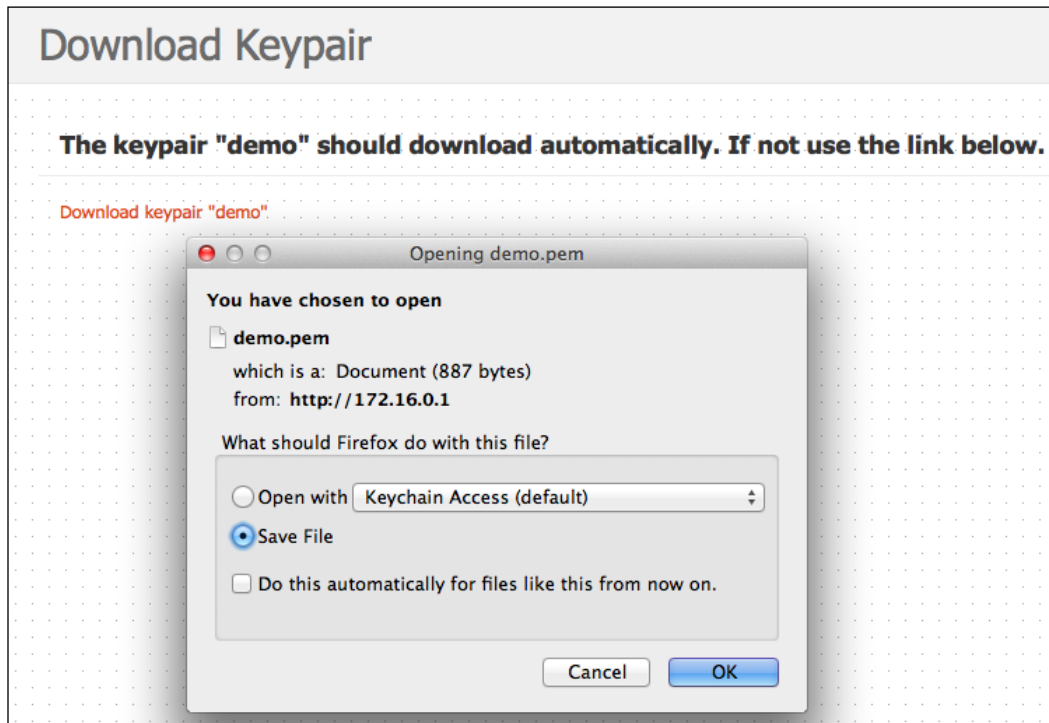 Download Keypair
The keypair "demo" should download automatically. If not use the link below.
Download keypair "demo"
Opening demo.pem
You have chosen to open
demo.pem
which is a: Document (887 bytes)
from: http://172.16.0.1
What should Firefox do with this file?
Open with Keychain Access (default)
Save File
Do this automatically for files like this from now on.
Cancel OK